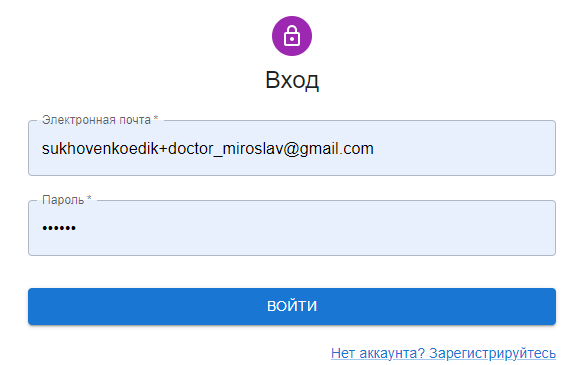 Вход
Электронная почта *
sukhovenkoedik+doctor_miroslav@gmail.com
Пароль *
••••••
ВОЙТИ
Нет аккаунта? Зарегистрируйтесь